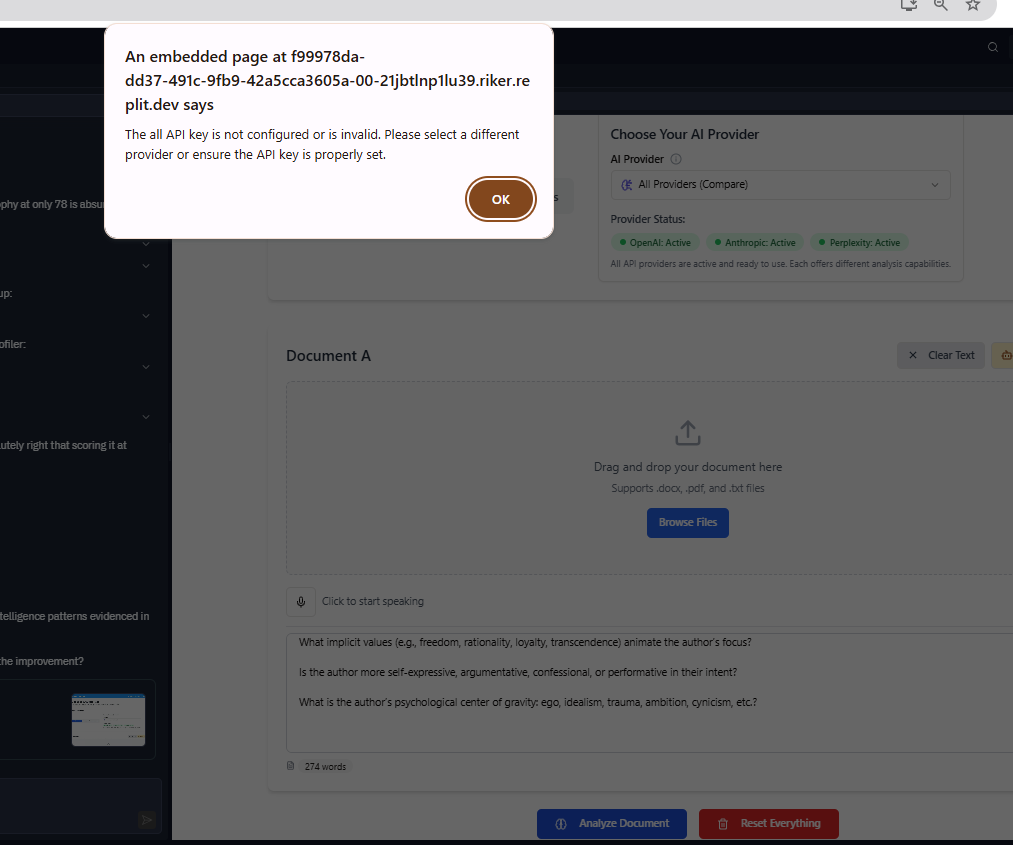 An embedded page at f99978da-
dd37-491c-9fb9-42a5cca3605a-00-21jbtlnp1lu39.riker.re
plit.dev says
The all API key is not configured or is invalid. Please select a different
provider or ensure the API key is properly set.
OK
ophy at only 78 is absu
up:
ofiler:
utely right that scoring it at
telligence patterns evidenced in
the improvement?
s
Choose Your AI Provider
AI Provider
All Providers (Compare)
Provider Status:
OpenAI: Active
Anthropic: Active
Perplexity: Active
All API providers are active and ready to use. Each offers different analysis capabilities.
Document A
Clear Text
Drag and drop your document here
Supports .docx, .pdf, and .txt files
Browse Files
Click to start speaking
What implicit values (e.g., freedom, rationality, loyalty, transcendence) animate the author's focus?
Is the author more self-expressive, argumentative, confessional, or performative in their intent?
What is the author's psychological center of gravity: ego, idealism, trauma, ambition, cynicism, etc.?
274 words
Analyze Document
Reset Everything